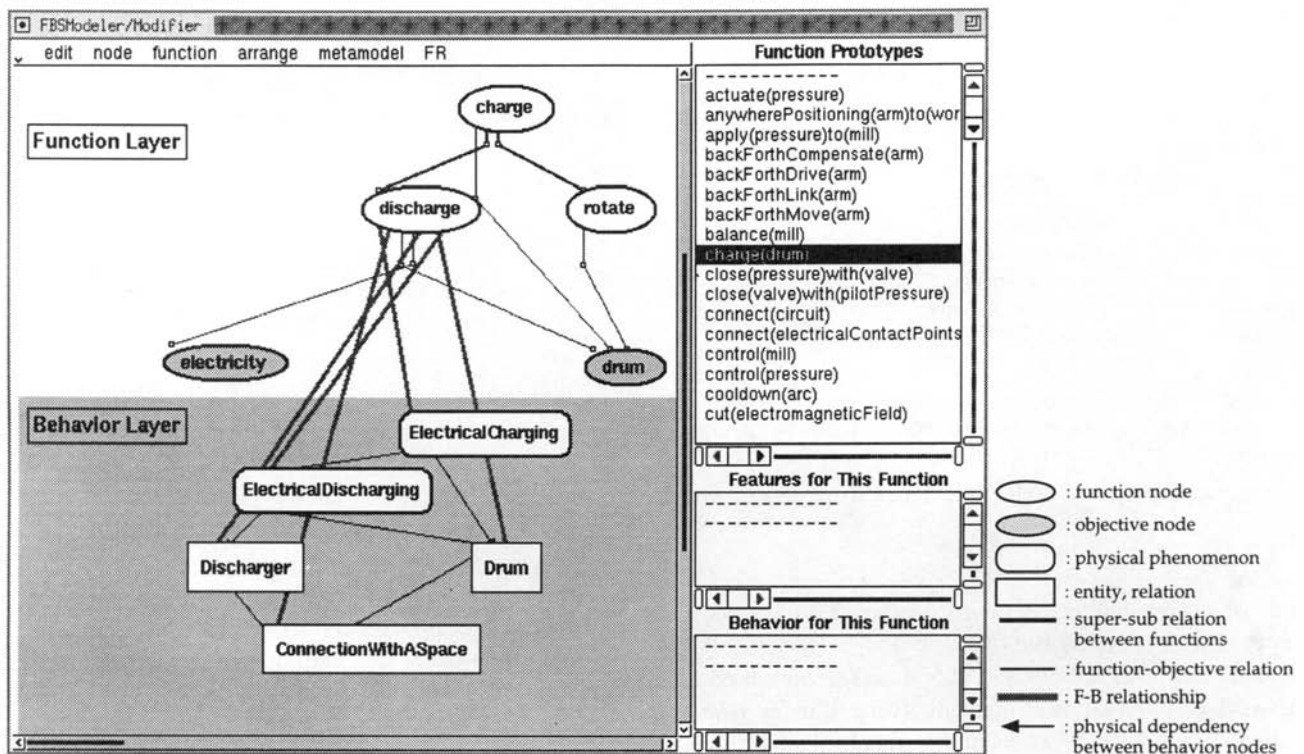 FBSModeler/Modifier
edit node function arrange metamodel FR
Function Layer
charge
discharge
rotate
electricity
drum
Behavior Layer
ElectricalCharging
ElectricalDischarging
Discharger
Drum
ConnectionWithASpace
Function Prototypes
--------------
actuate(pressure)
anywherePositioning(arm)to(wor
apply(pressure)to(mill)
backForthCompensate(arm)
backForthDrive(arm)
backForthLink(arm)
backForthMove(arm)
balance(mill)
charge(drum)
close(pressure)with(valve)
close(valve)with(pilotPressure)
connect(circuit)
connect(electricalContactPoints
control(mill)
control(pressure)
cooldown(arc)
cut(electromagneticField)
Features for This Function
--------------
--------------
Behavior for This Function
--------------
--------------
: function node
: objective node
: physical phenomenon
: entity, relation
: super-sub relation
between functions
: function-objective relation
: F-B relationship
: physical dependency
between behavior nodes